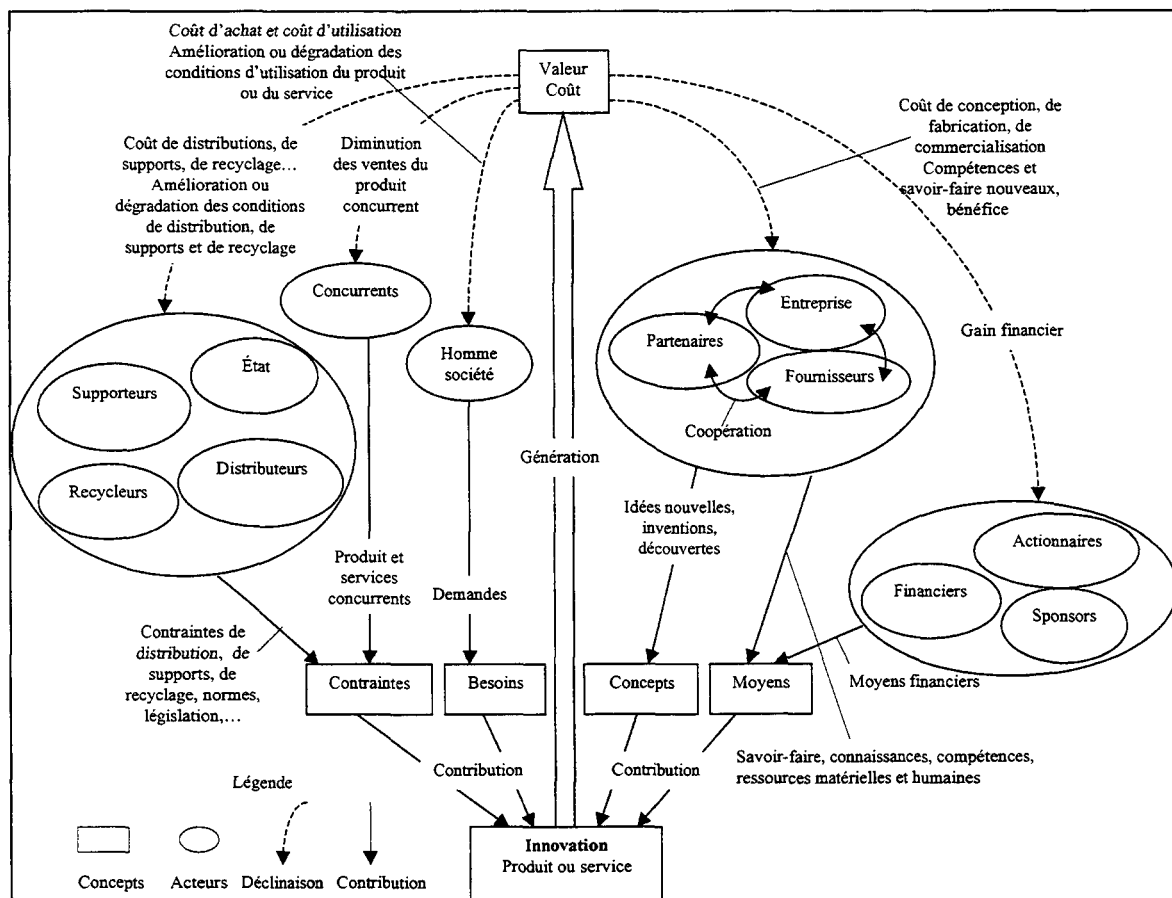 Coût d'achat et coût d'utilisation
Amélioration ou dégradation des
conditions d'utilisation du produit
ou du service
Valeur
Coût
Coût de distributions, de
supports, de recyclage...
Amélioration ou
dégradation des conditions
de distribution, de
supports et de recyclage
Diminution
des ventes du
produit
concurrent
Coût de conception, de
fabrication, de
commercialisation
Compétences et
savoir-faire nouveaux,
bénéfice
Concurrents
Homme
société
Entreprise
Partenaires
Fournisseurs
Coopération
Gain financier
État
Supporteurs
Distributeurs
Recycleurs
Génération
Idées nouvelles,
inventions,
découvertes
Actionnaires
Financiers
Sponsors
Produit et
services
concurrents
Demandes
Contraintes de
distribution, de
supports, de
recyclage, normes,
législation,...
Contraintes
Besoins
Concepts
Moyens
Moyens financiers
Contribution
Contribution
Savoir-faire, connaissances, compétences,
ressources matérielles et humaines
Innovation
Produit ou service
Légende
Concepts
Acteurs
Déclinaison
Contribution